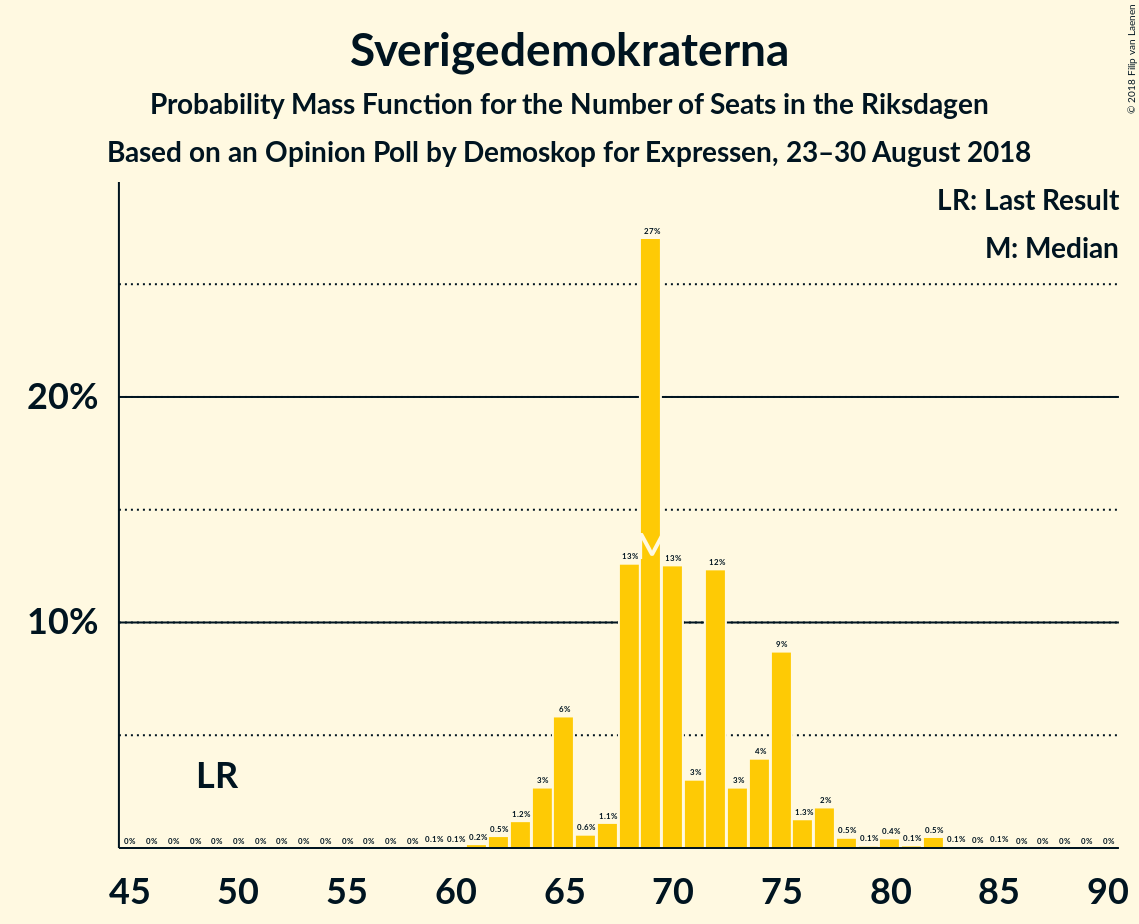 Sverigedemokraterna
Probability Mass Function for the Number of Seats in the Riksdagen
Based on an Opinion Poll by Demoskop for Expressen, 23–30 August 2018
© 2018 Filip van Laenen
LR: Last Result
M: Median
20%
10%
LR
M
0% 0% 0% 0% 0% 0% 0% 0% 0% 0% 0% 0% 0% 0% 0.1% 0.1% 0.2% 0.5% 1.2% 3% 6% 0.6% 1.1% 13% 27% 13% 3% 12% 3% 4% 9% 1.3% 2% 0.5% 0.1% 0.4% 0.1% 0.5% 0.1% 0% 0.1% 0% 0% 0% 0% 0%
45 50 55 60 65 70 75 80 85 90